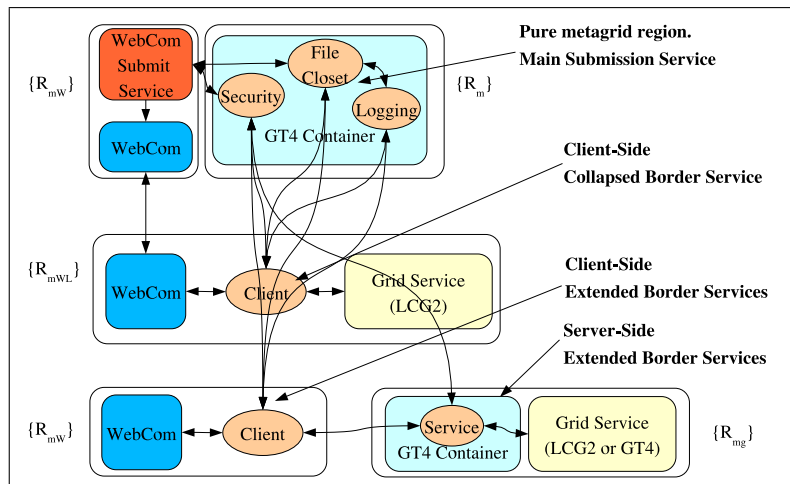 WebCom
Submit
Service
{R_mW}
WebCom
File
Closet
Security
Logging
GT4 Container
{R_m}
Pure metagrid region.
Main Submission Service
Client-Side
Collapsed Border Service
{R_mWL}
WebCom
Client
Grid Service
(LCG2)
Client-Side
Extended Border Services
Server-Side
Extended Border Services
{R_mW}
WebCom
Client
Service
GT4 Container
Grid Service
(LCG2 or GT4)
{R_mg}